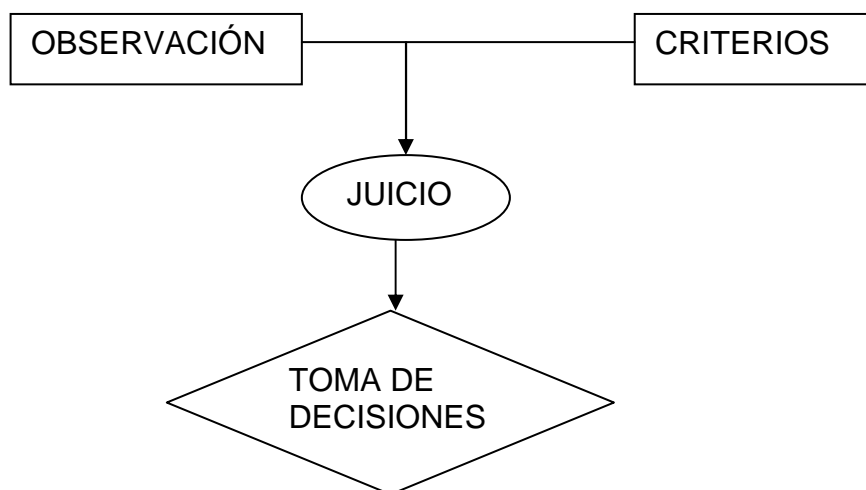 OBSERVACIÓN
CRITERIOS
JUICIO
TOMA DE
DECISIONES